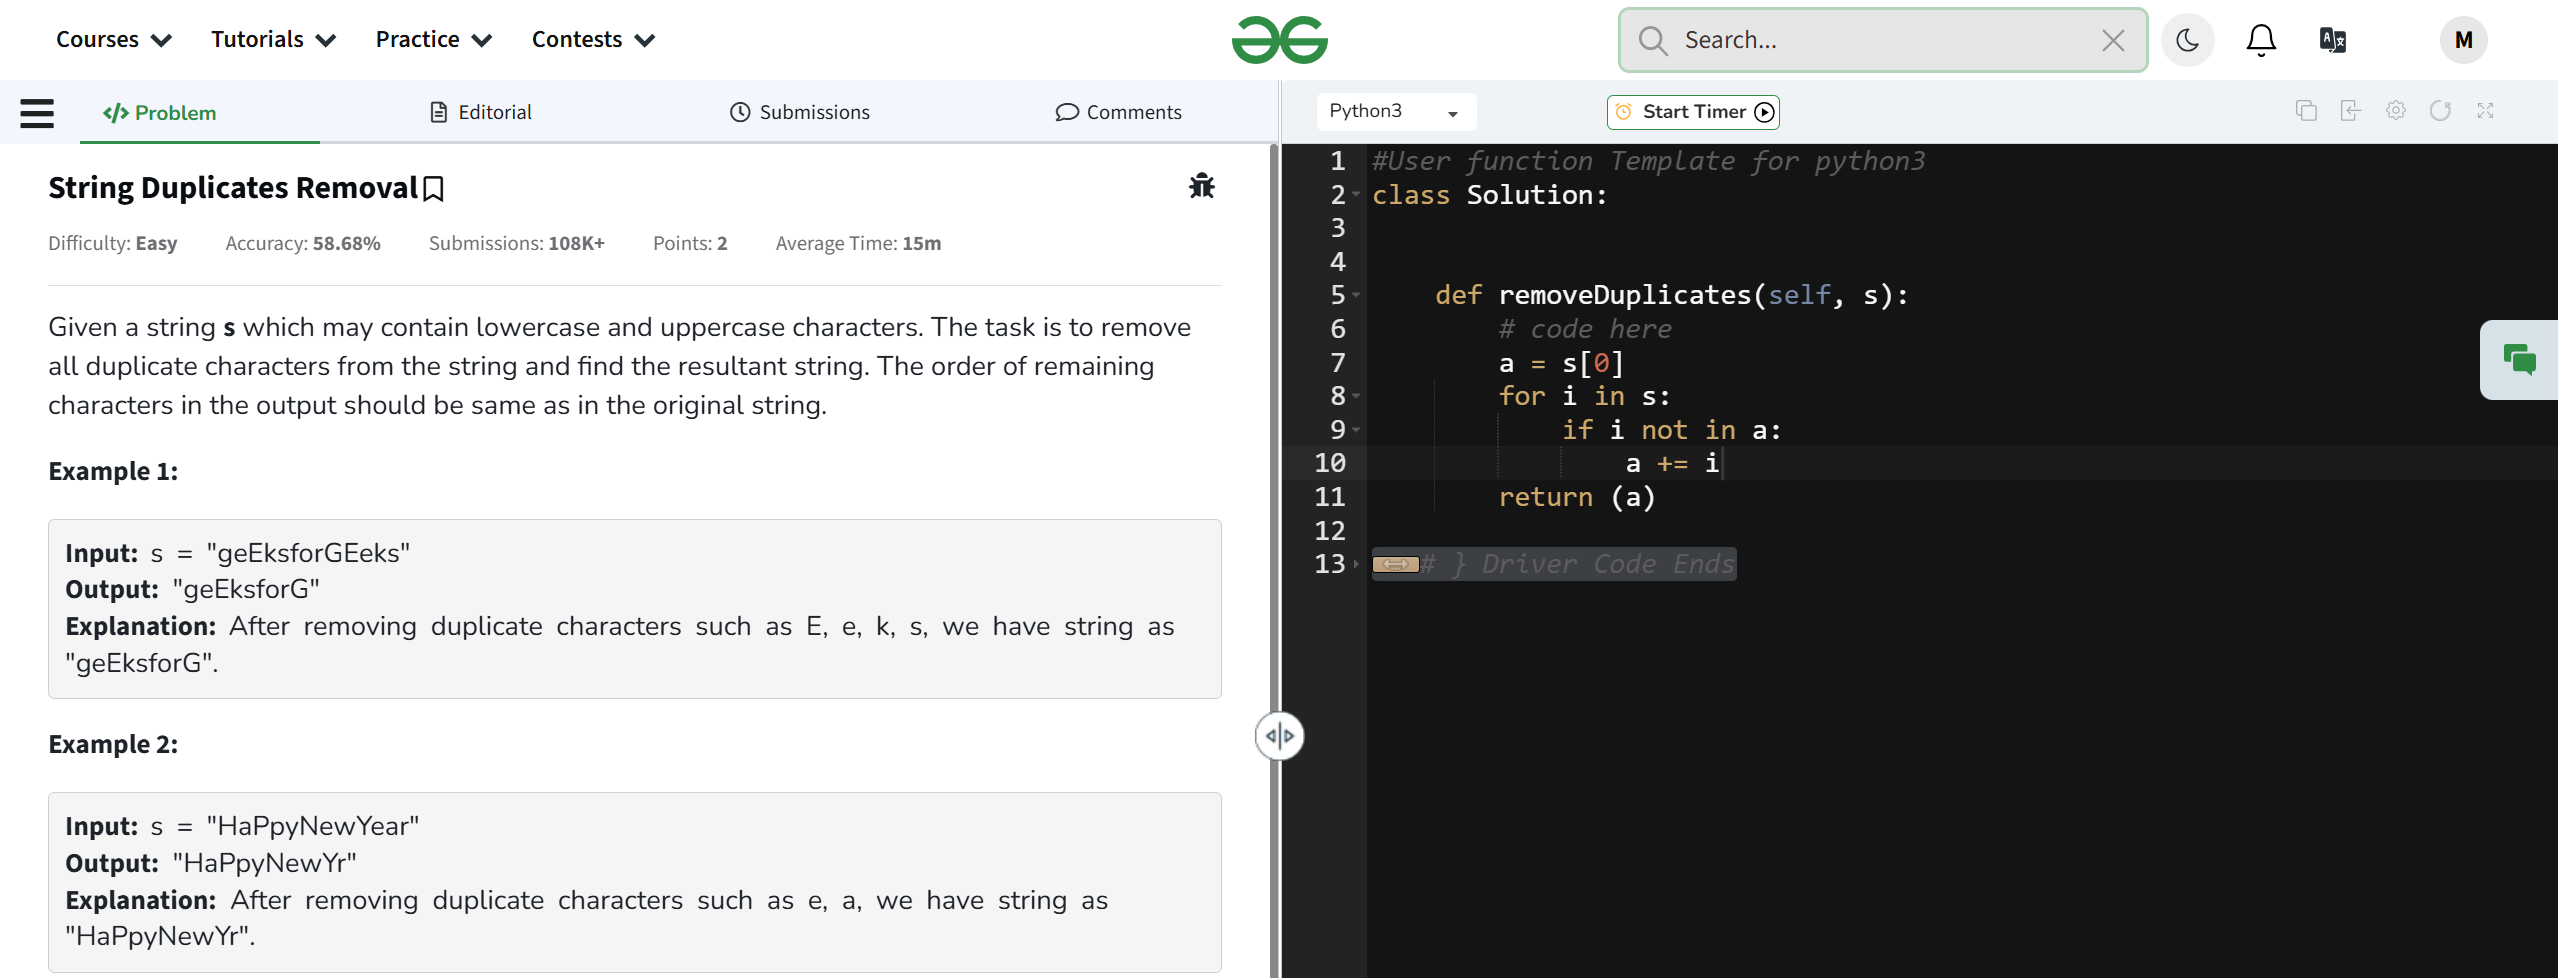 Courses Tutorials Practice Contests Search... M
Problem Editorial Submissions Comments Python3 Start Timer
String Duplicates Removal
Difficulty: Easy Accuracy: 58.68% Submissions: 108K+ Points: 2 Average Time: 15m
Given a string s which may contain lowercase and uppercase characters. The task is to remove
all duplicate characters from the string and find the resultant string. The order of remaining
characters in the output should be same as in the original string.
Example 1:
Input: s = "geEksforGEeks"
Output: "geEksforG"
Explanation: After removing duplicate characters such as E, e, k, s, we have string as
"geEksforG".
Example 2:
Input: s = "HaPpyNewYear"
Output: "HaPpyNewYr"
Explanation: After removing duplicate characters such as e, a, we have string as
"HaPpyNewYr".
1 #User function Template for python3
2 class Solution:
3
4
5     def removeDuplicates(self, s):
6         # code here
7         a = s[0]
8         for i in s:
9             if i not in a:
10                 a += i
11         return (a)
12
13 # } Driver Code Ends